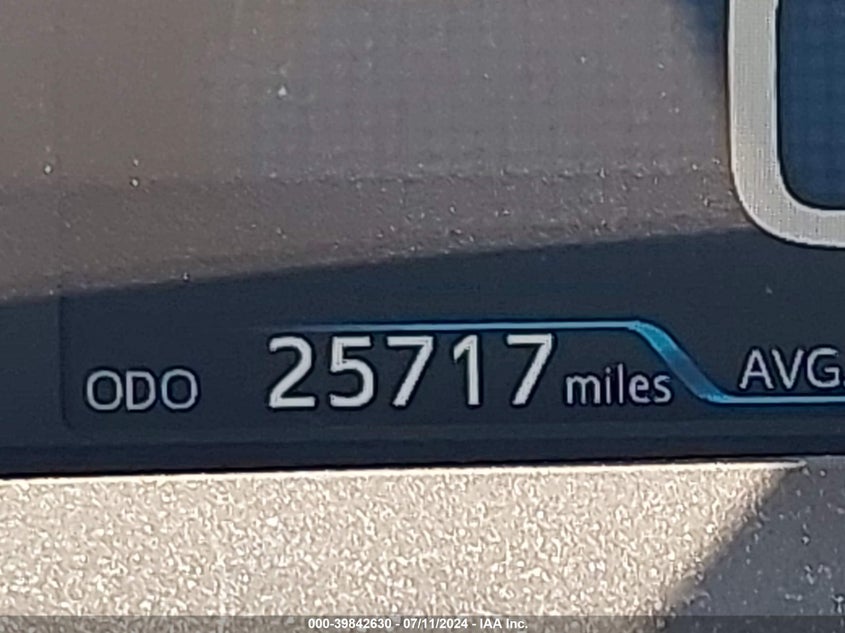 ODO 25717 miles AVG.
000-39842630 - 07/11/2024 - IAA Inc.